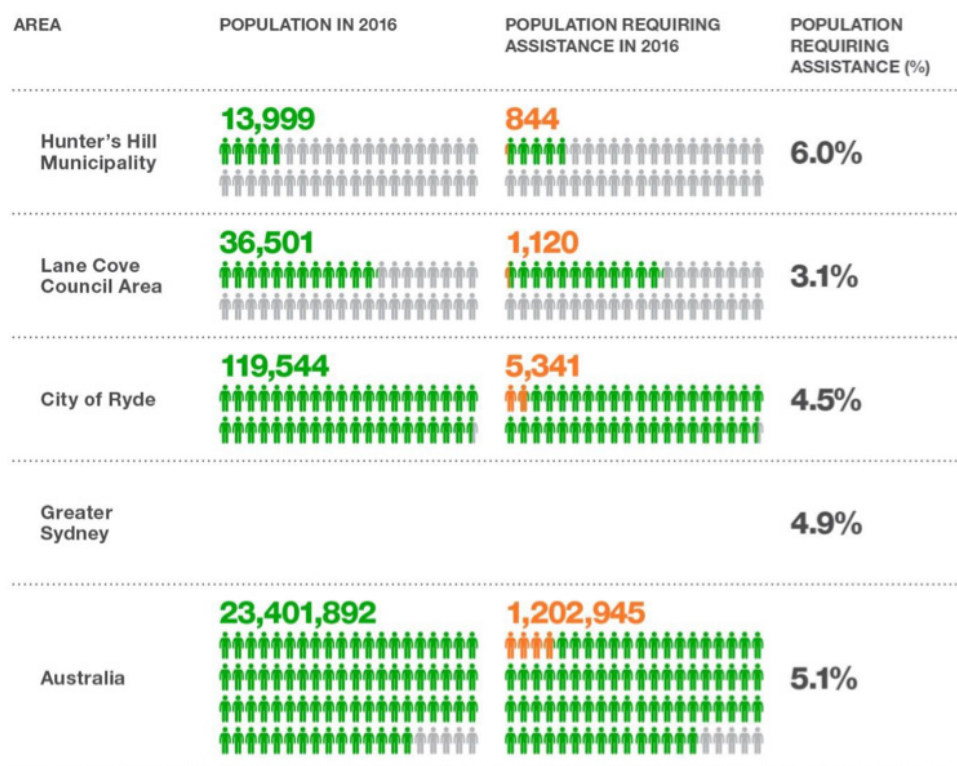 AREA
POPULATION IN 2016
POPULATION REQUIRING
ASSISTANCE IN 2016
POPULATION
REQUIRING
ASSISTANCE (%)
Hunter's Hill
Municipality
13,999
844
6.0%
Lane Cove
Council Area
36,501
1,120
3.1%
City of Ryde
119,544
5,341
4.5%
Greater
Sydney
4.9%
Australia
23,401,892
1,202,945
5.1%